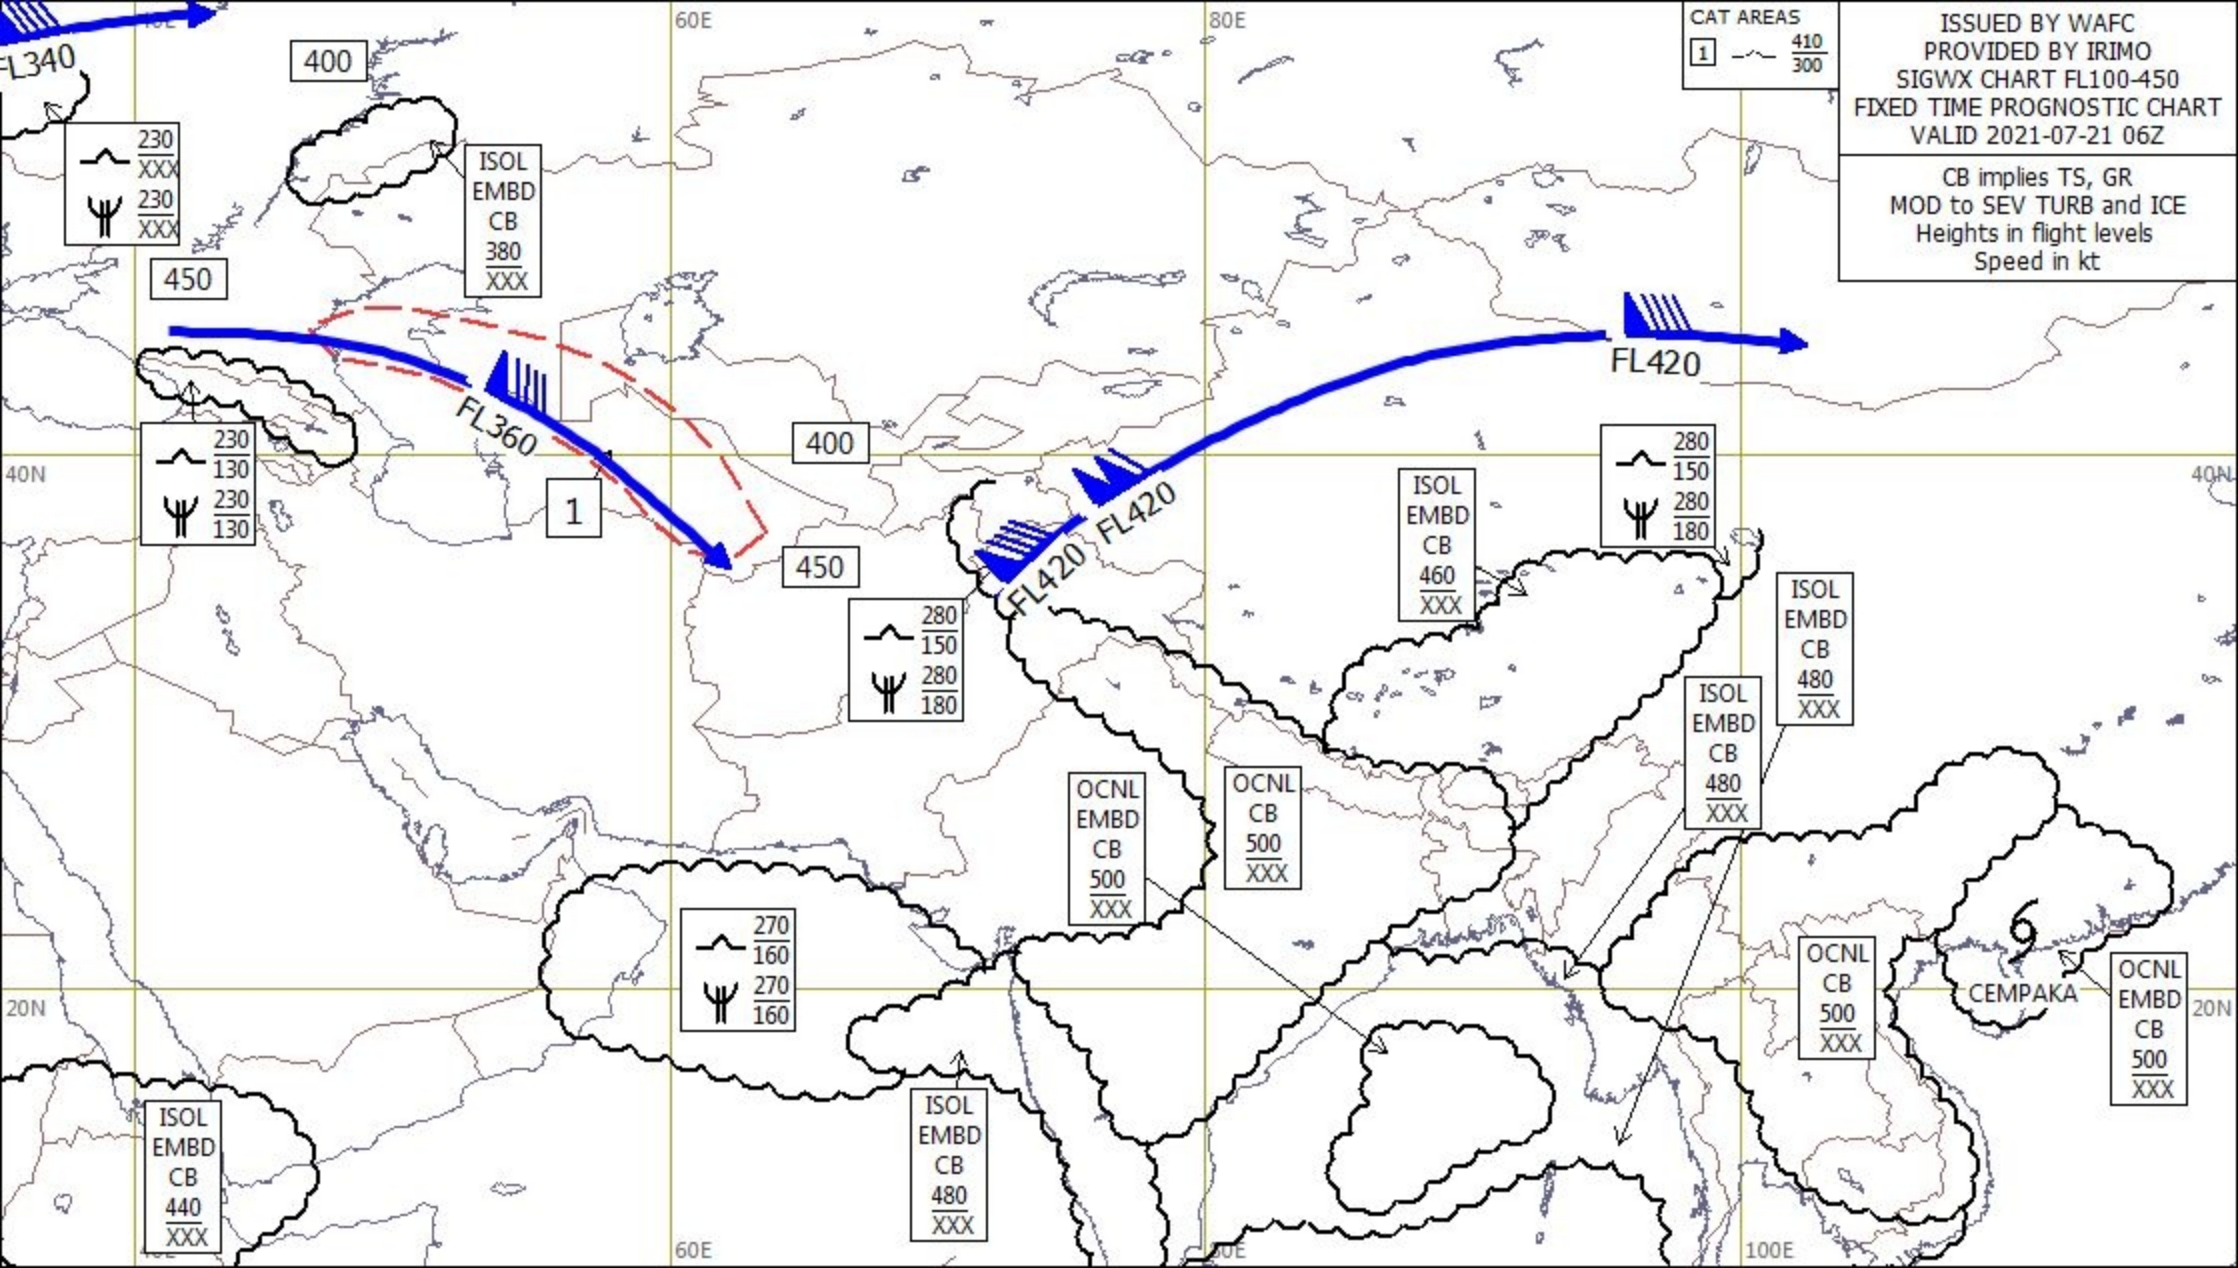 40E
60E
80E
CAT AREAS
1 410
300
ISSUED BY WAFC
PROVIDED BY IRIMO
SIGWX CHART FL100-450
FIXED TIME PROGNOSTIC CHART
VALID 2021-07-21 06Z
CB implies TS, GR
MOD to SEV TURB and ICE
Heights in flight levels
Speed in kt
FL340
400
230
XXX
230
XXX
ISOL
EMBD
CB
380
XXX
450
FL360
FL420
230
130
230
130
400
40N
40N
1
FL420
FL420
450
280
150
280
180
ISOL
EMBD
CB
460
XXX
280
150
280
180
ISOL
EMBD
CB
480
XXX
ISOL
EMBD
CB
480
XXX
OCNL
EMBD
CB
500
XXX
OCNL
CB
500
XXX
270
160
270
160
OCNL
CB
500
XXX
CEMPAKA
OCNL
EMBD
CB
500
XXX
20N
20N
ISOL
EMBD
CB
440
XXX
ISOL
EMBD
CB
480
XXX
40E
60E
80E
100E